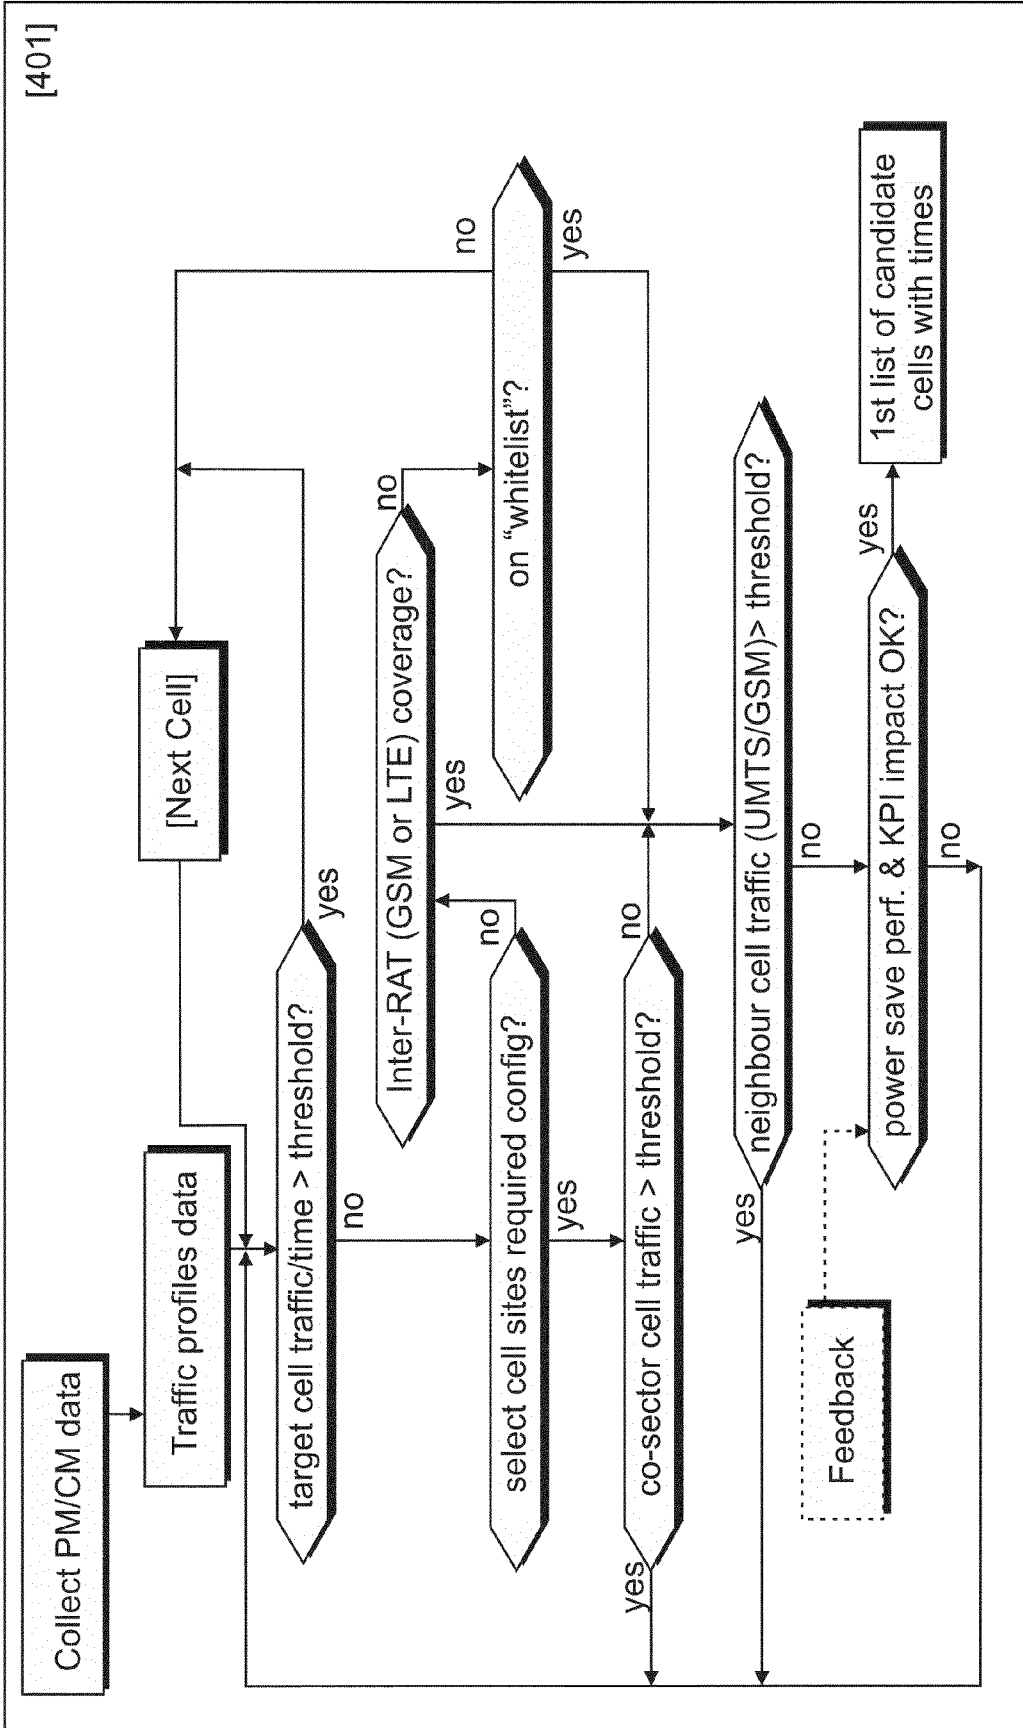 [401]
Collect PM/CM data
Traffic profiles data
[Next Cell]
target cell traffic/time > threshold?
yes
no
Inter-RAT (GSM or LTE) coverage?
no
yes
select cell sites required config?
no
yes
on “whitelist”?
no
yes
co-sector cell traffic > threshold?
yes
no
neighbour cell traffic (UMTS/GSM)> threshold?
yes
no
Feedback
power save perf. & KPI impact OK?
yes
no
1st list of candidate
cells with times